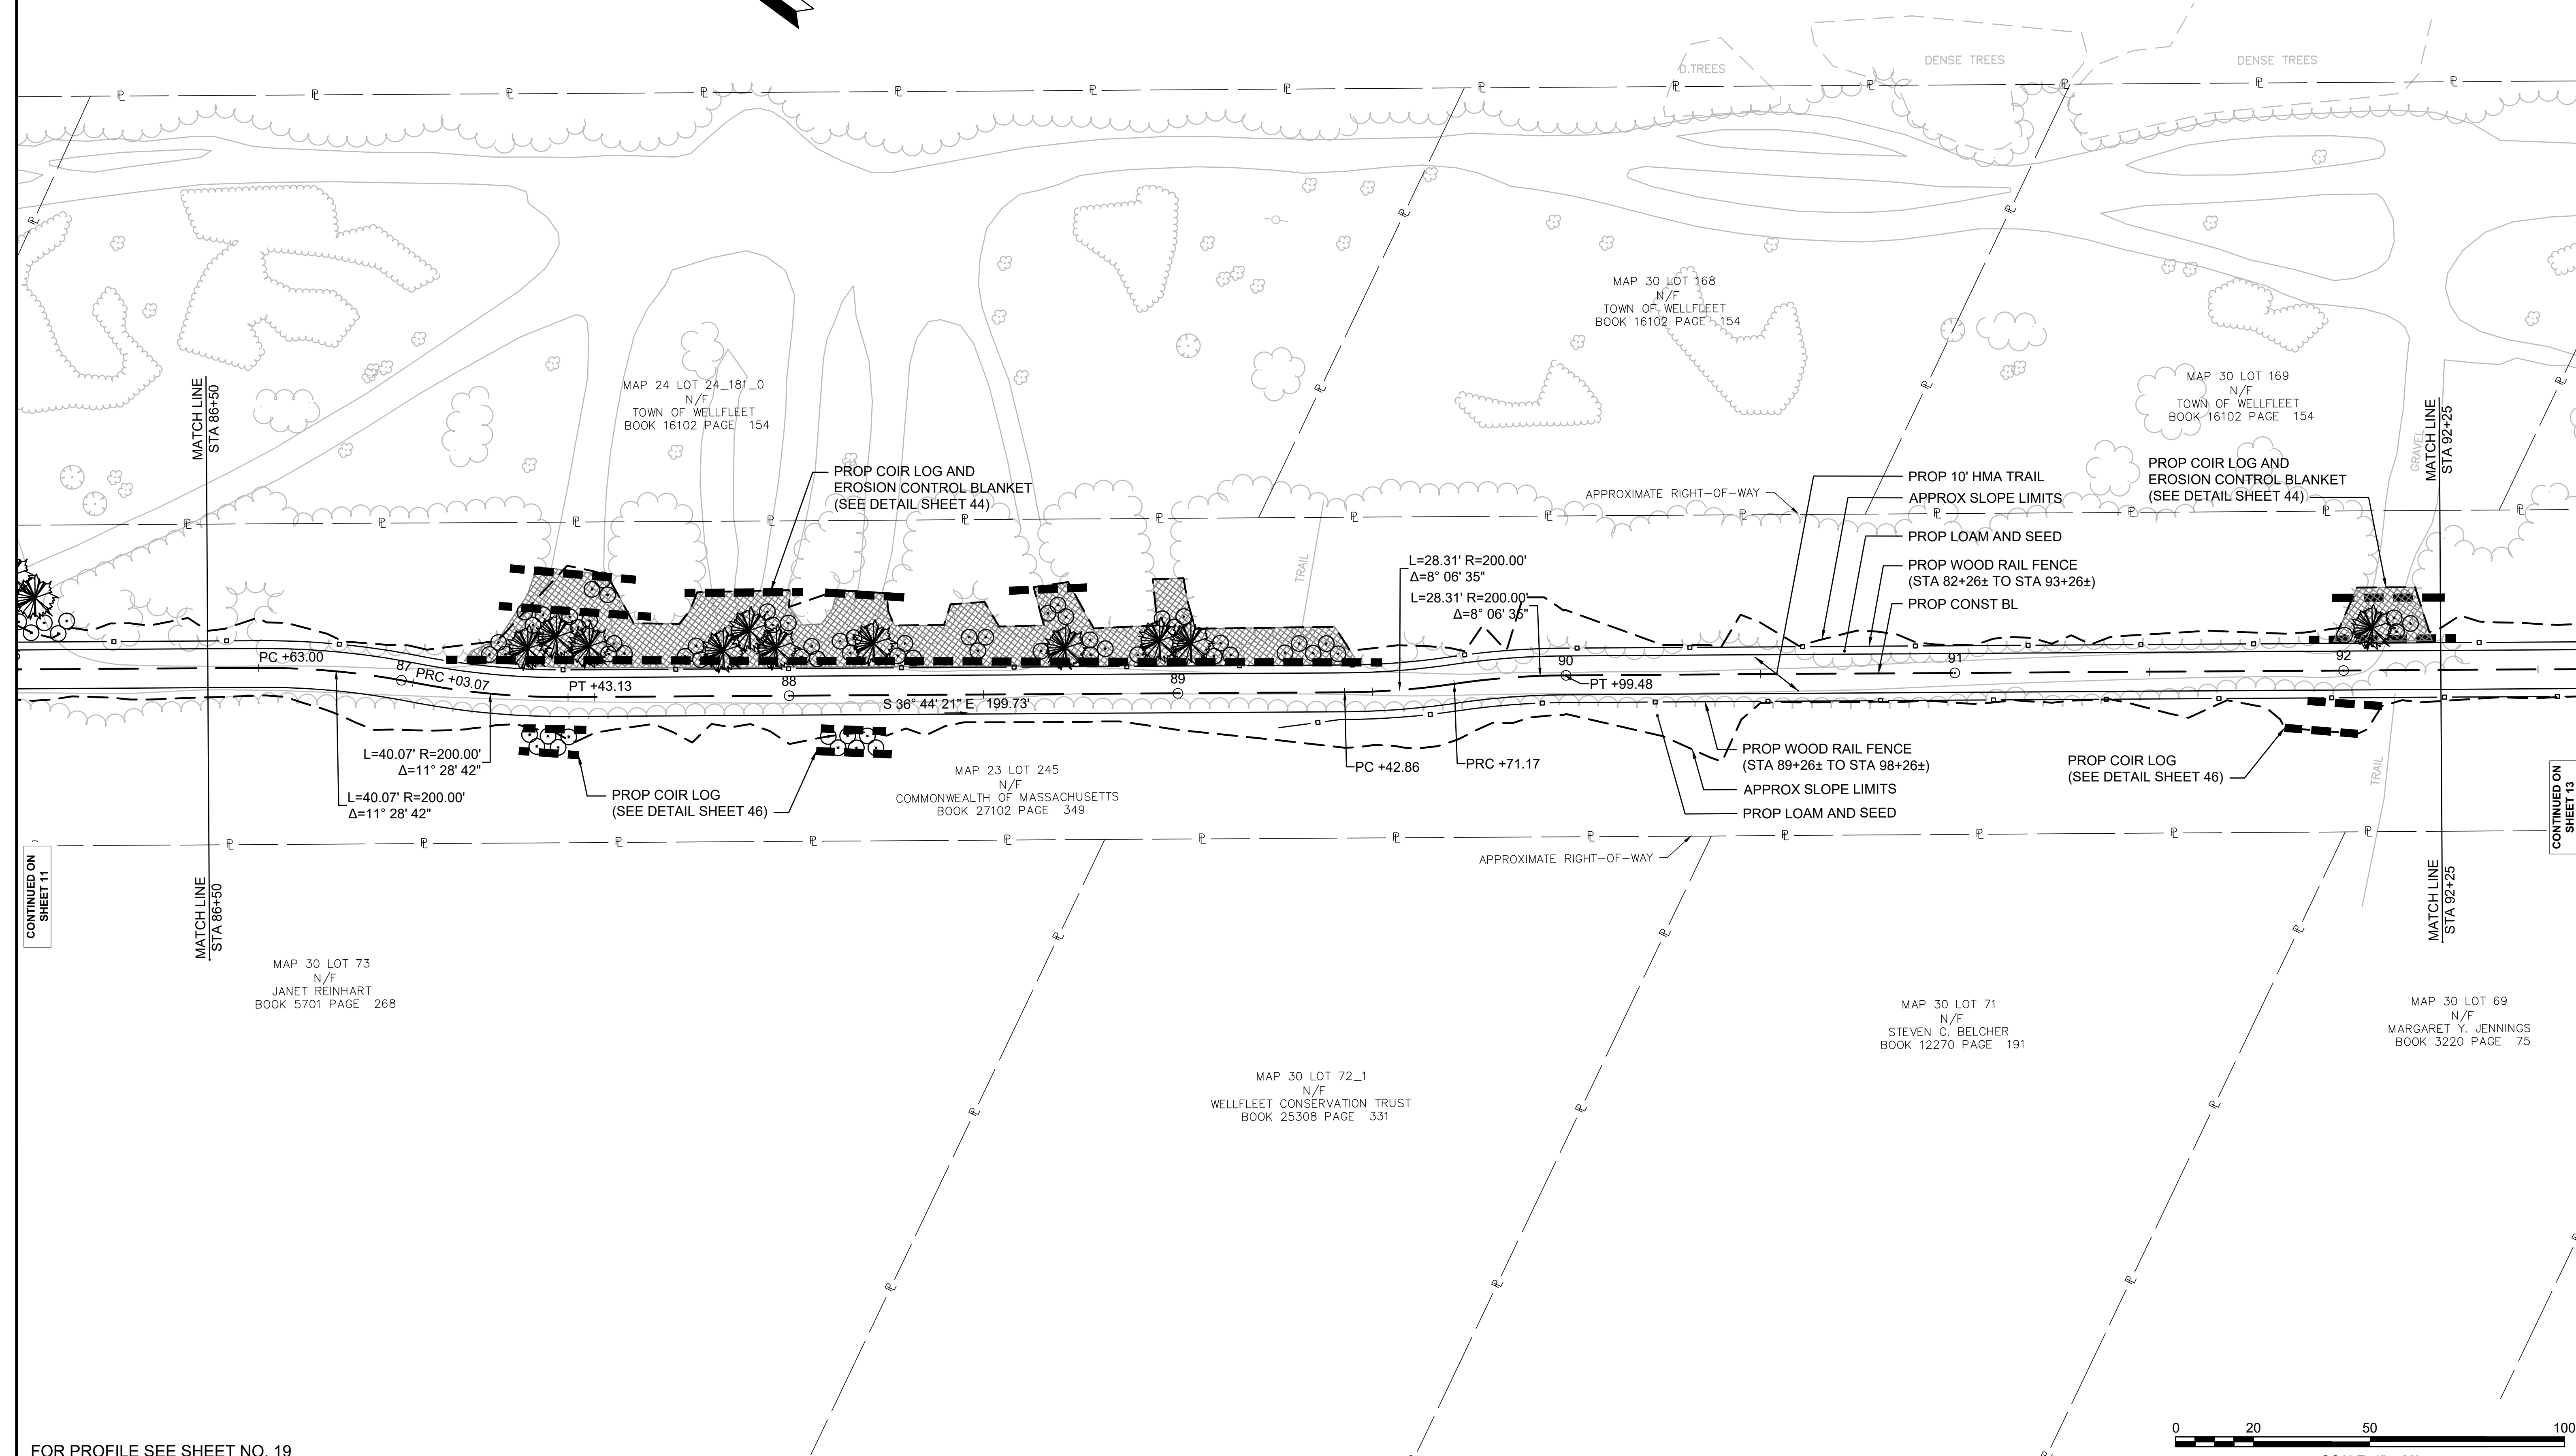 D.TREES
DENSE TREES
DENSE TREES
MAP 30 LOT 168
N/F
TOWN OF WELLFLEET
BOOK 16102 PAGE 154
MAP 24 LOT 24_181_0
N/F
TOWN OF WELLFLEET
BOOK 16102 PAGE 154
MAP 30 LOT 169
N/F
TOWN OF WELLFLEET
BOOK 16102 PAGE 154
MATCH LINE
STA 86+50
MATCH LINE
STA 92+25
GRAVEL
PROP COIR LOG AND
EROSION CONTROL BLANKET
(SEE DETAIL SHEET 44)
APPROXIMATE RIGHT-OF-WAY
PROP 10' HMA TRAIL
APPROX SLOPE LIMITS
PROP LOAM AND SEED
PROP WOOD RAIL FENCE
(STA 82+26± TO STA 93+26±)
PROP CONST BL
PROP COIR LOG AND
EROSION CONTROL BLANKET
(SEE DETAIL SHEET 44)
TRAIL
L=28.31' R=200.00'
Δ=8° 06' 35"
L=28.31' R=200.00'
Δ=8° 06' 35"
PC +63.00
87
PRC +03.07
PT +43.13
88
S 36° 44' 21" E 199.73'
89
90
PT +99.48
91
92
L=40.07' R=200.00'
Δ=11° 28' 42"
L=40.07' R=200.00'
Δ=11° 28' 42"
PROP COIR LOG
(SEE DETAIL SHEET 46)
MAP 23 LOT 245
N/F
COMMONWEALTH OF MASSACHUSETTS
BOOK 27102 PAGE 349
PC +42.86
PRC +71.17
PROP WOOD RAIL FENCE
(STA 89+26± TO STA 98+26±)
APPROX SLOPE LIMITS
PROP LOAM AND SEED
PROP COIR LOG
(SEE DETAIL SHEET 46)
TRAIL
APPROXIMATE RIGHT-OF-WAY
CONTINUED ON
SHEET 11
CONTINUED ON
SHEET 13
MATCH LINE
STA 86+50
MATCH LINE
STA 92+25
MAP 30 LOT 73
N/F
JANET REINHART
BOOK 5701 PAGE 268
MAP 30 LOT 72_1
N/F
WELLFLEET CONSERVATION TRUST
BOOK 25308 PAGE 331
MAP 30 LOT 71
N/F
STEVEN C. BELCHER
BOOK 12270 PAGE 191
MAP 30 LOT 69
N/F
MARGARET Y. JENNINGS
BOOK 3220 PAGE 75
FOR PROFILE SEE SHEET NO. 19
0 20 50 100